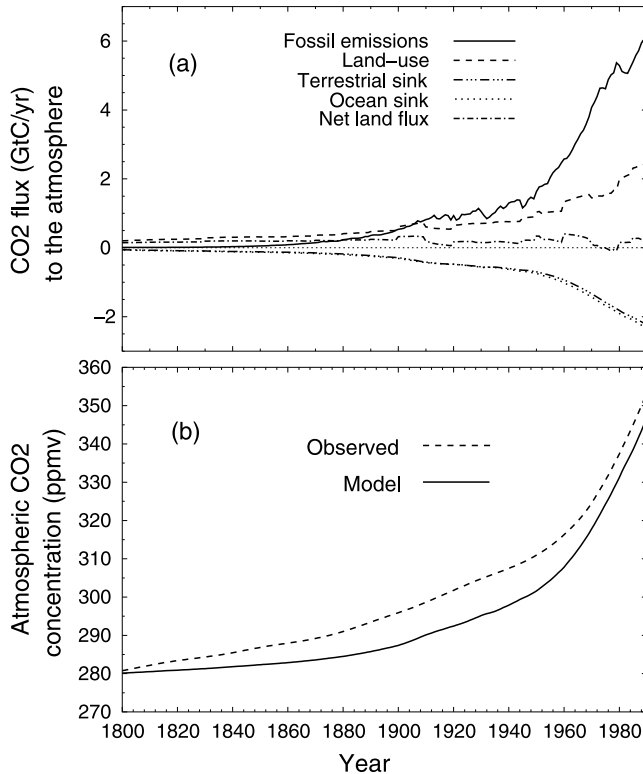 6
4
2
0
−2
CO2 flux (GtC/yr)
to the atmosphere
(a)
Fossil emissions
Land−use
Terrestrial sink
Ocean sink
Net land flux
360
350
340
330
320
310
300
290
280
270
Atmospheric CO2
concentration (ppmv)
(b)
Observed
Model
1800 1820 1840 1860 1880 1900 1920 1940 1960 1980
Year